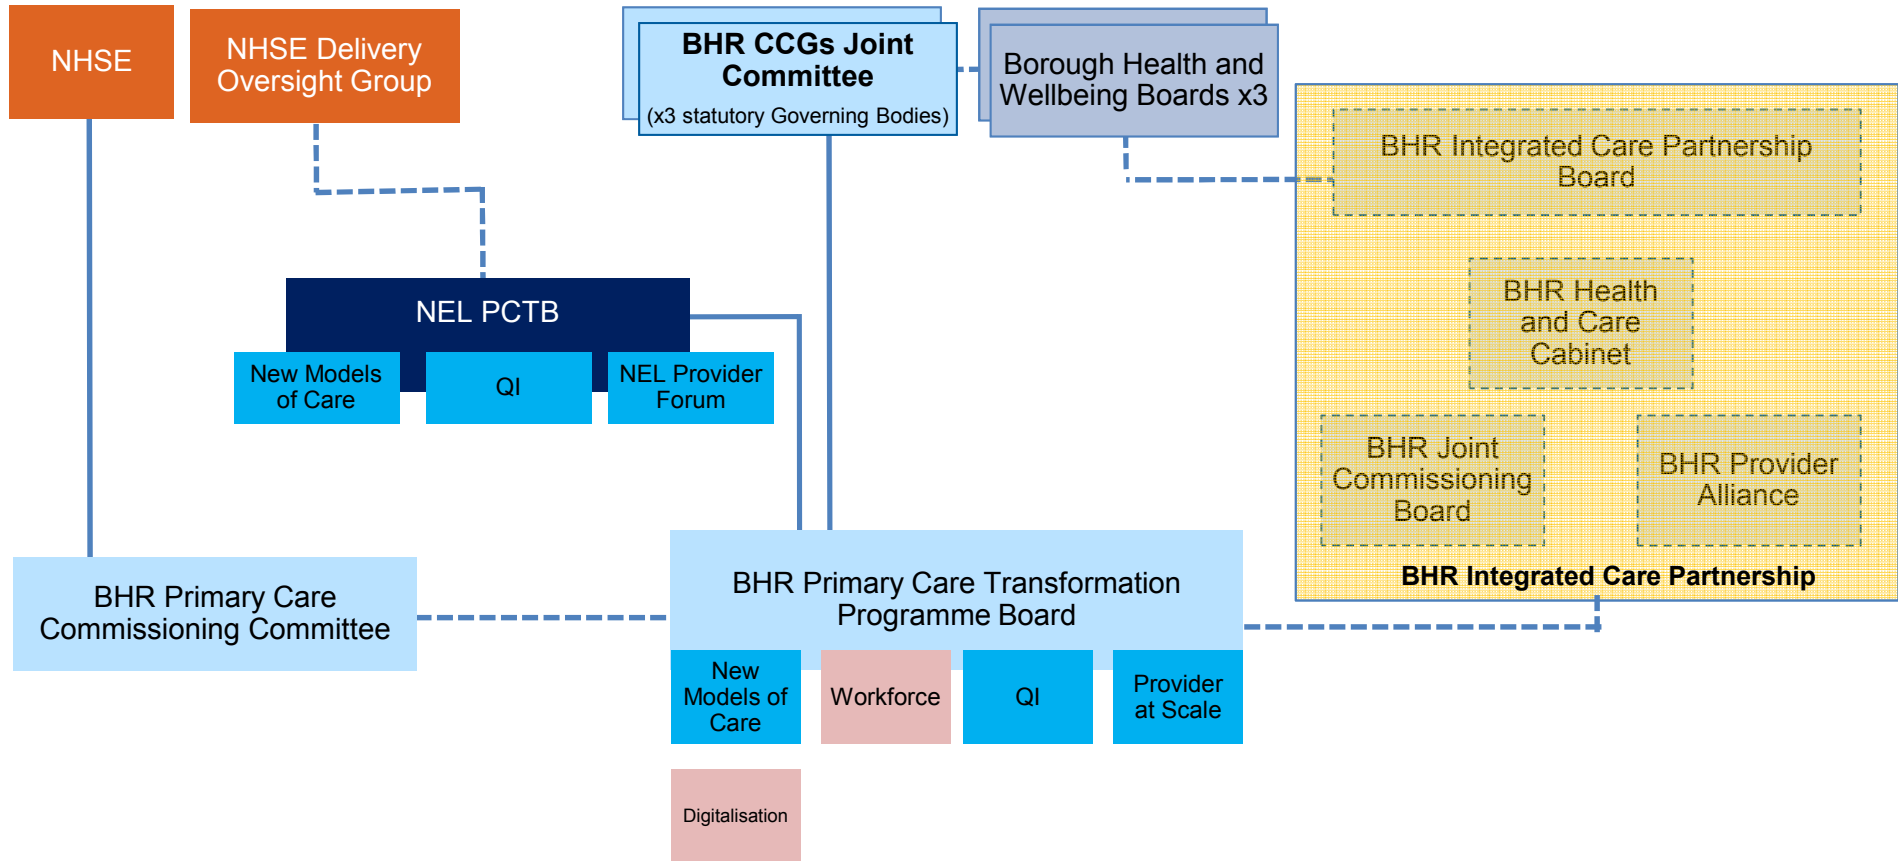 NHSE
NHSE Delivery
Oversight Group
BHR CCGs Joint
Committee
(x3 statutory Governing Bodies)
Borough Health and
Wellbeing Boards x3
BHR Integrated Care Partnership
Board
BHR Health
and Care
Cabinet
BHR Joint
Commissioning
Board
BHR Provider
Alliance
BHR Integrated Care Partnership
NEL PCTB
New Models
of Care
QI
NEL Provider
Forum
BHR Primary Care
Commissioning Committee
BHR Primary Care Transformation
Programme Board
New
Models of
Care
Workforce
QI
Provider
at Scale
Digitalisation